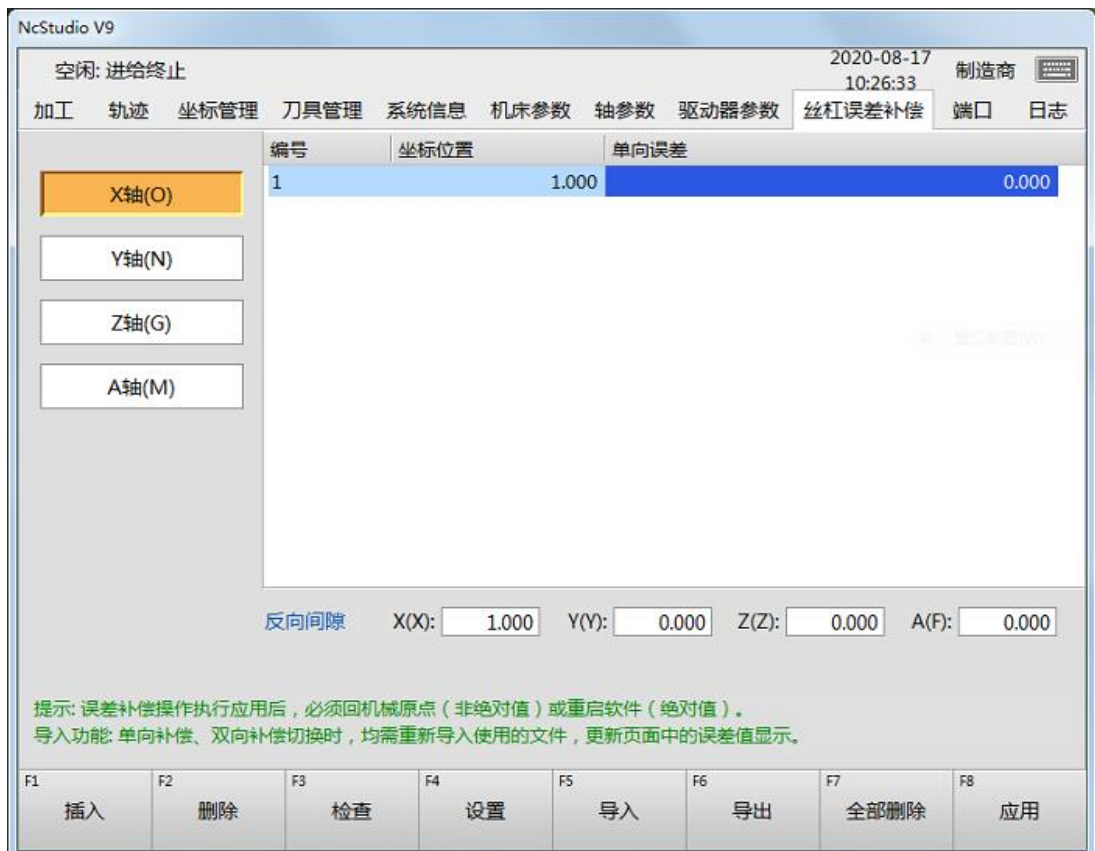 NcStudio V9
空闲: 进给终止
2020-08-17
10:26:33
制造商
加工 轨迹 坐标管理 刀具管理 系统信息 机床参数 轴参数 驱动器参数 丝杠误差补偿 端口 日志
编号 坐标位置 单向误差
1 1.000 0.000
X轴(O)
Y轴(N)
Z轴(G)
A轴(M)
反向间隙 X(X): 1.000 Y(Y): 0.000 Z(Z): 0.000 A(F): 0.000
提示: 误差补偿操作执行应用后，必须回机械原点（非绝对值）或重启软件（绝对值）。
导入功能: 单向补偿、双向补偿切换时，均需重新导入使用的文件，更新页面中的误差值显示。
F1 F2 F3 F4 F5 F6 F7 F8
插入 删除 检查 设置 导入 导出 全部删除 应用